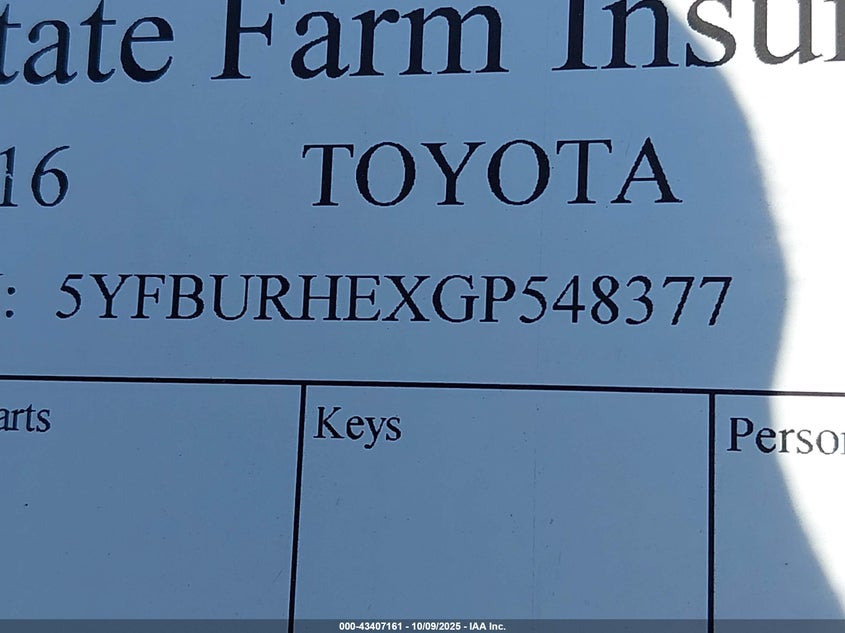 tate Farm Insu
16 TOYOTA
: 5YFBURHEXGP548377
arts Keys Perso
000-43407161 - 10/09/2025 - IAA Inc.